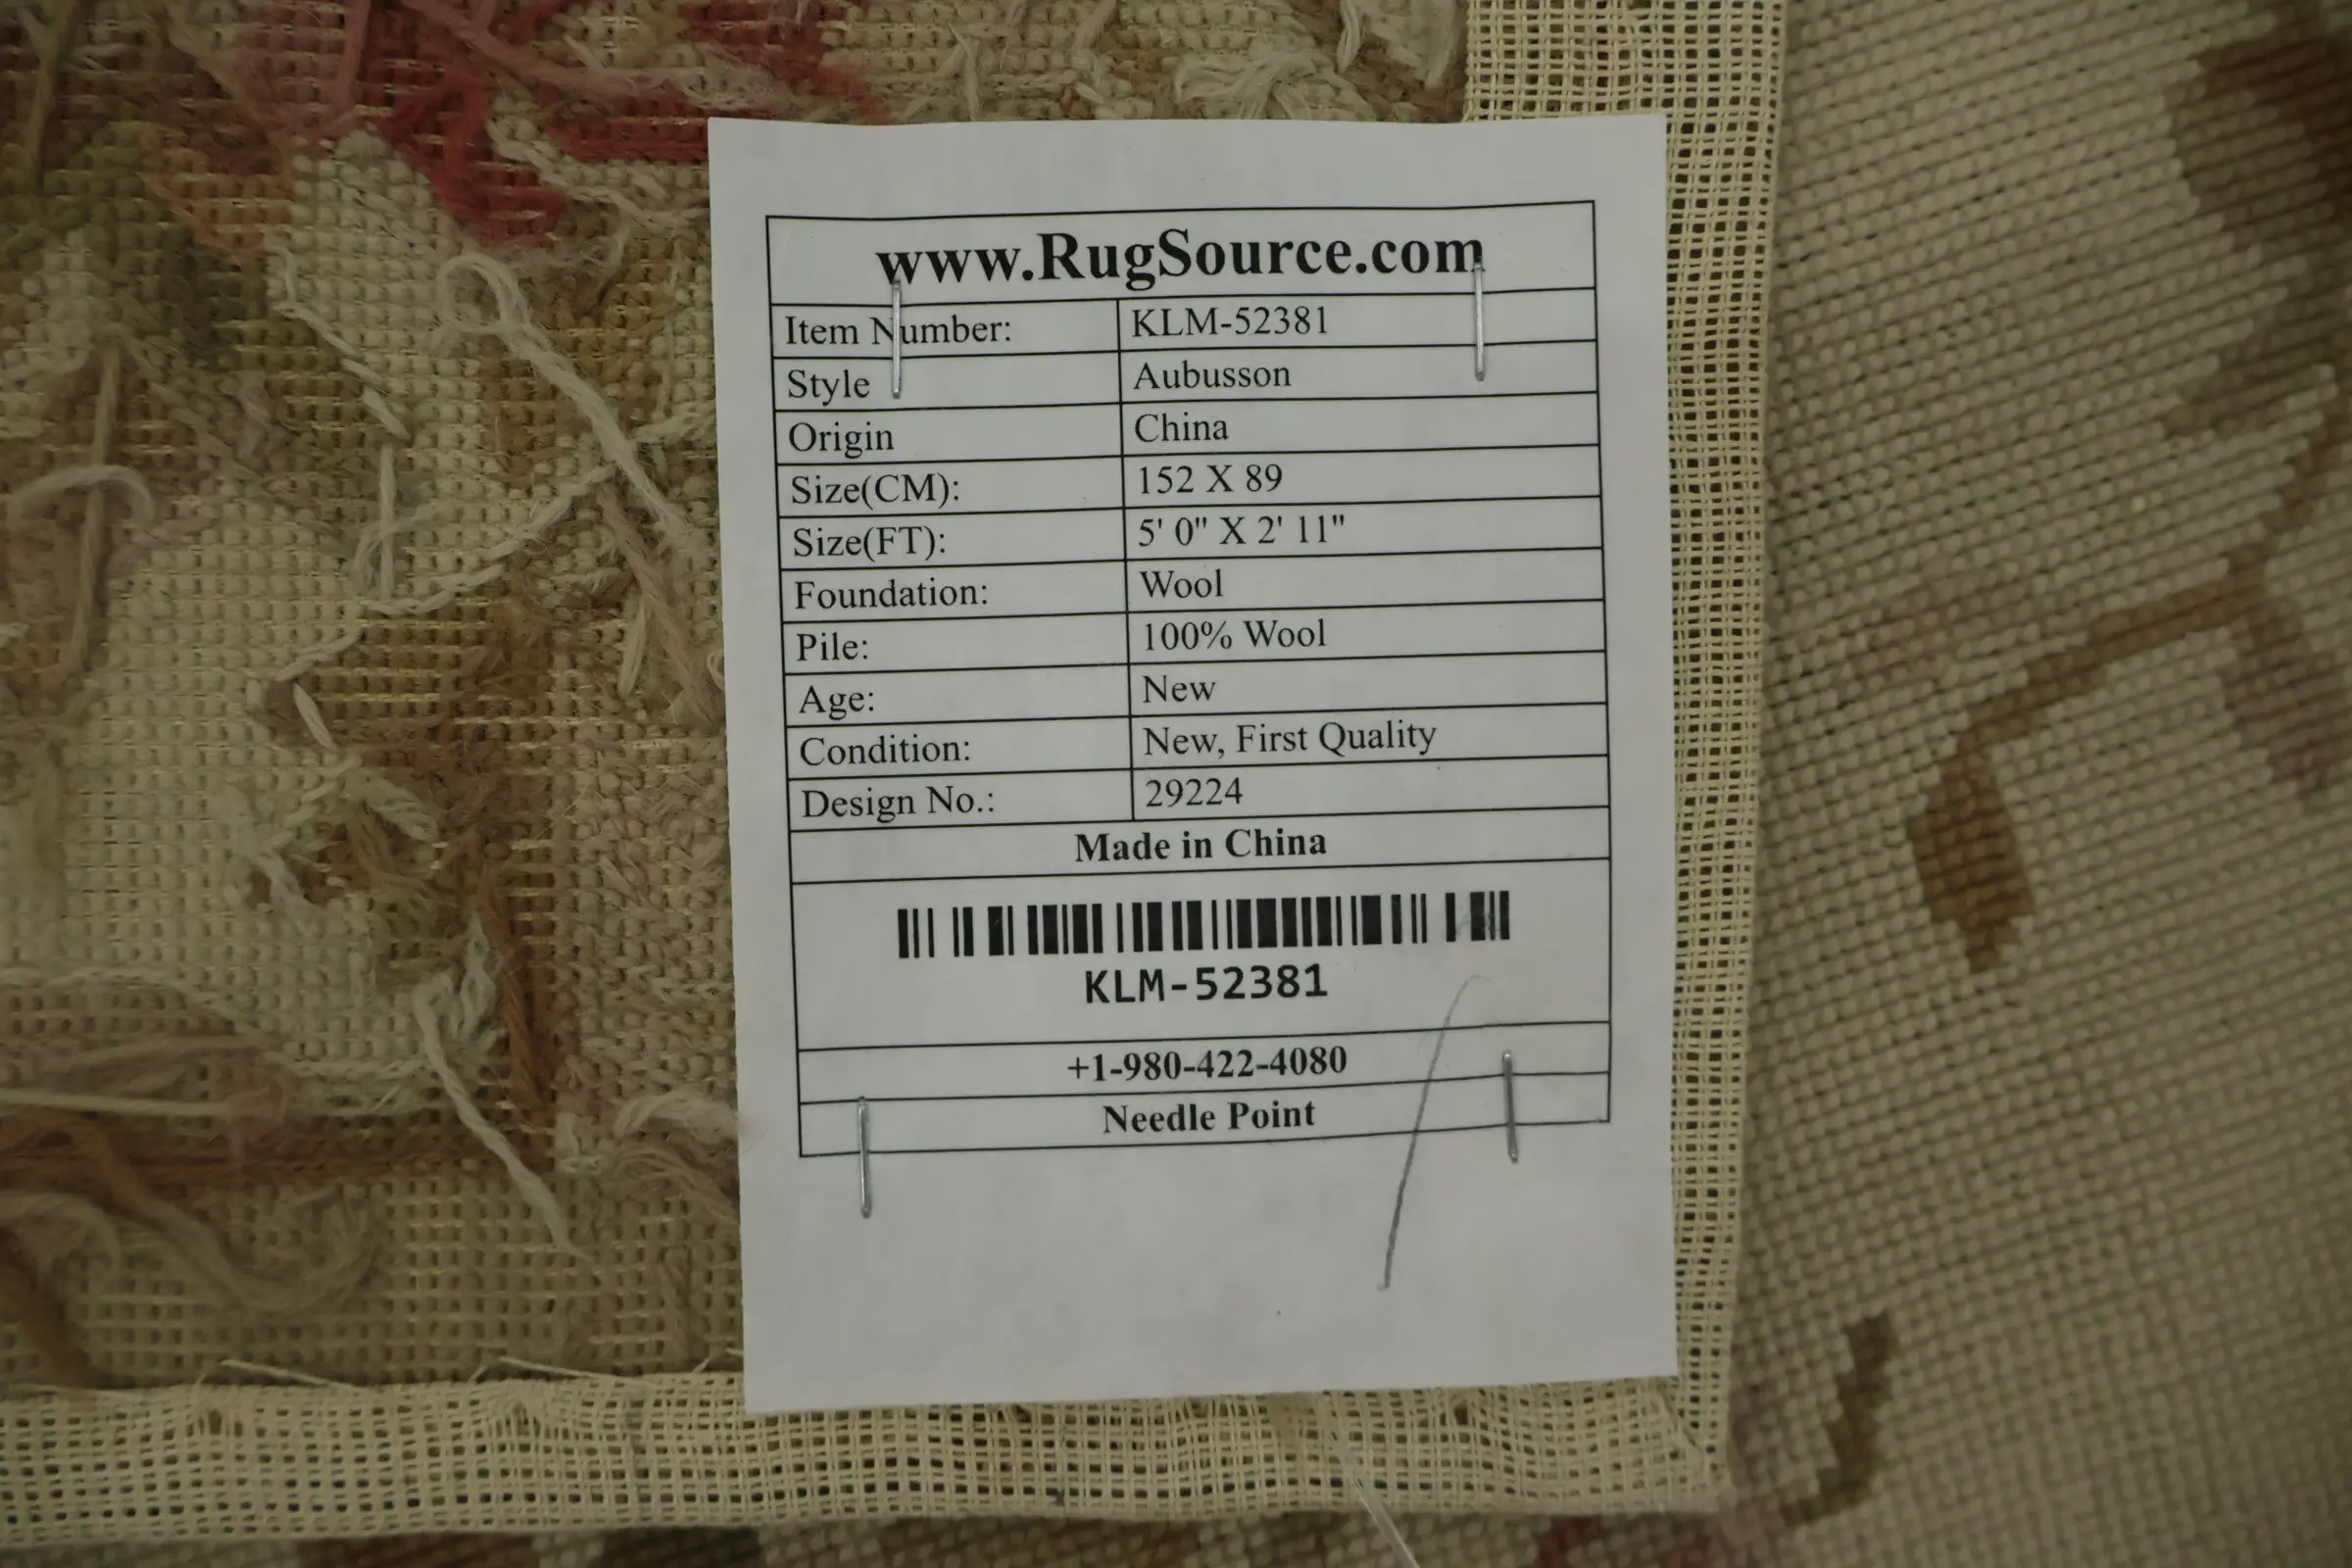 www.RugSource.com
Item Number: KLM-52381
Style Aubusson
Origin China
Size(CM): 152 X 89
Size(FT): 5' 0" X 2' 11"
Foundation: Wool
Pile: 100% Wool
Age: New
Condition: New, First Quality
Design No.: 29224
Made in China
KLM-52381
+1-980-422-4080
Needle Point